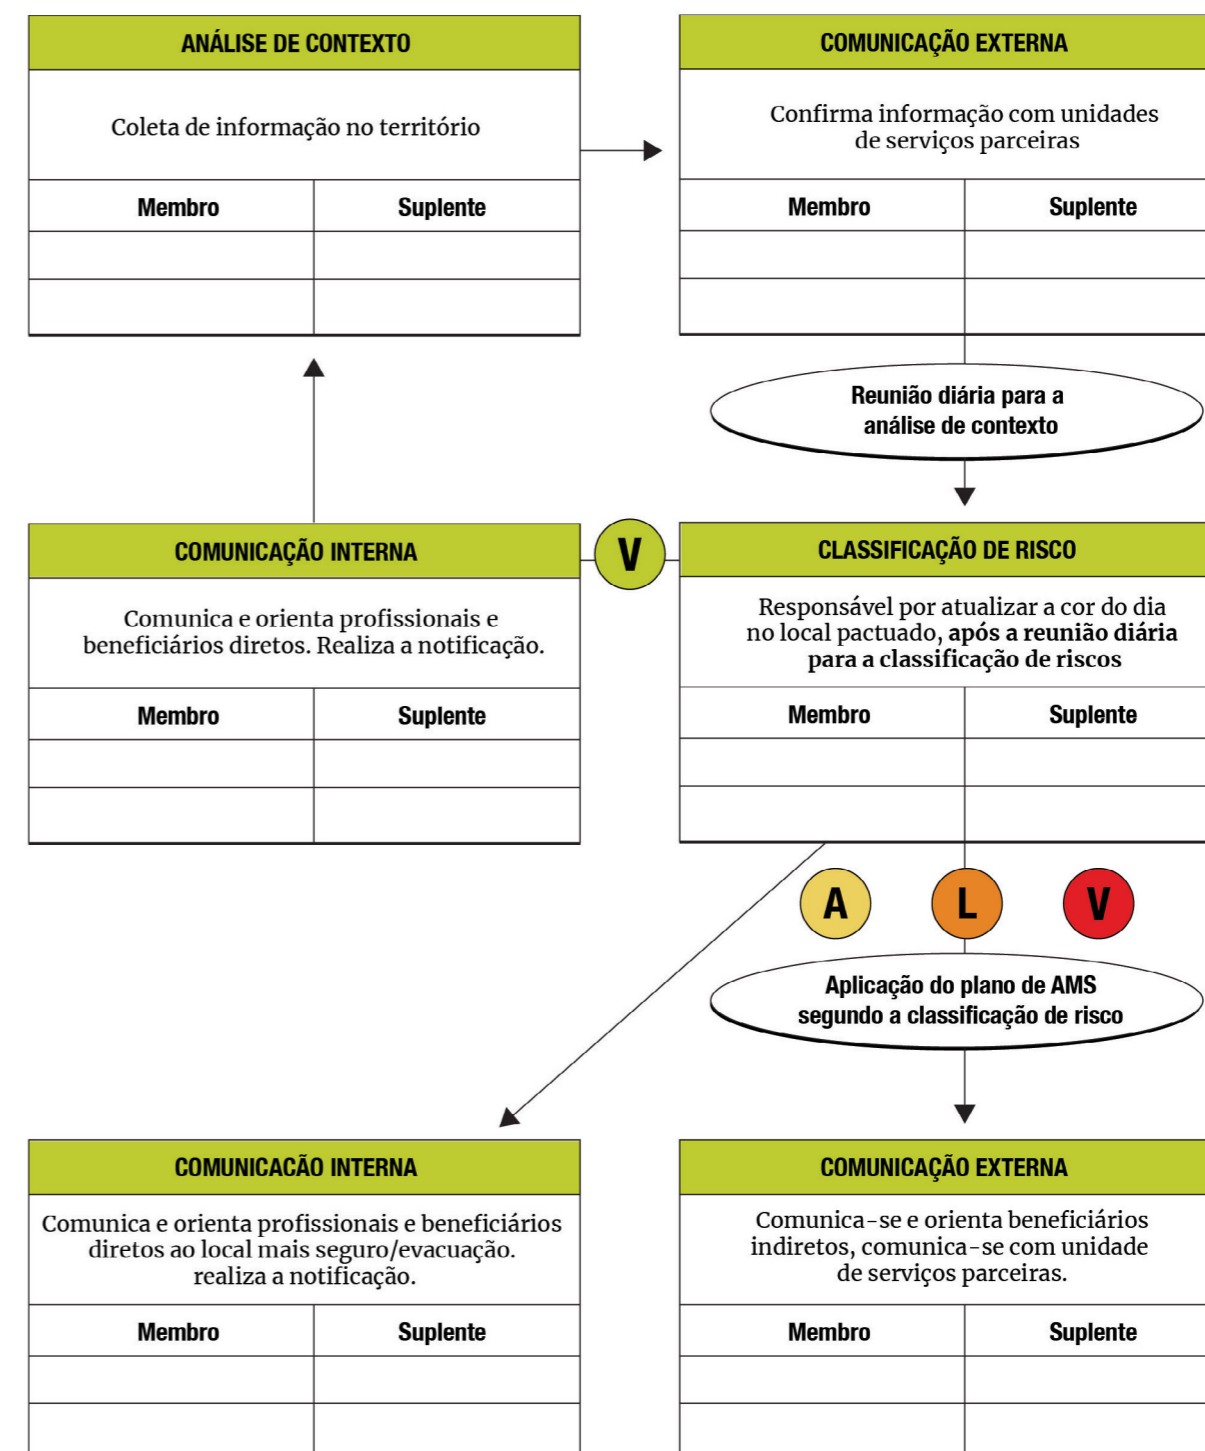 ANÁLISE DE CONTEXTO
Coleta de informação no território
Membro
Suplente
COMUNICAÇÃO EXTERNA
Confirma informação com unidades
de serviços parceiras
Membro
Suplente
Reunião diária para a
análise de contexto
COMUNICAÇÃO INTERNA
Comunica e orienta profissionais e
beneficiários diretos. Realiza a notificação.
Membro
Suplente
V
CLASSIFICAÇÃO DE RISCO
Responsável por atualizar a cor do dia
no local pactuado, após a reunião diária
para a classificação de riscos
Membro
Suplente
A
L
V
Aplicação do plano de AMS
segundo a classificação de risco
COMUNICACÃO INTERNA
Comunica e orienta profissionais e beneficiários
diretos ao local mais seguro/evacuação.
realiza a notificação.
Membro
Suplente
COMUNICAÇÃO EXTERNA
Comunica-se e orienta beneficiários
indiretos, comunica-se com unidade
de serviços parceiras.
Membro
Suplente